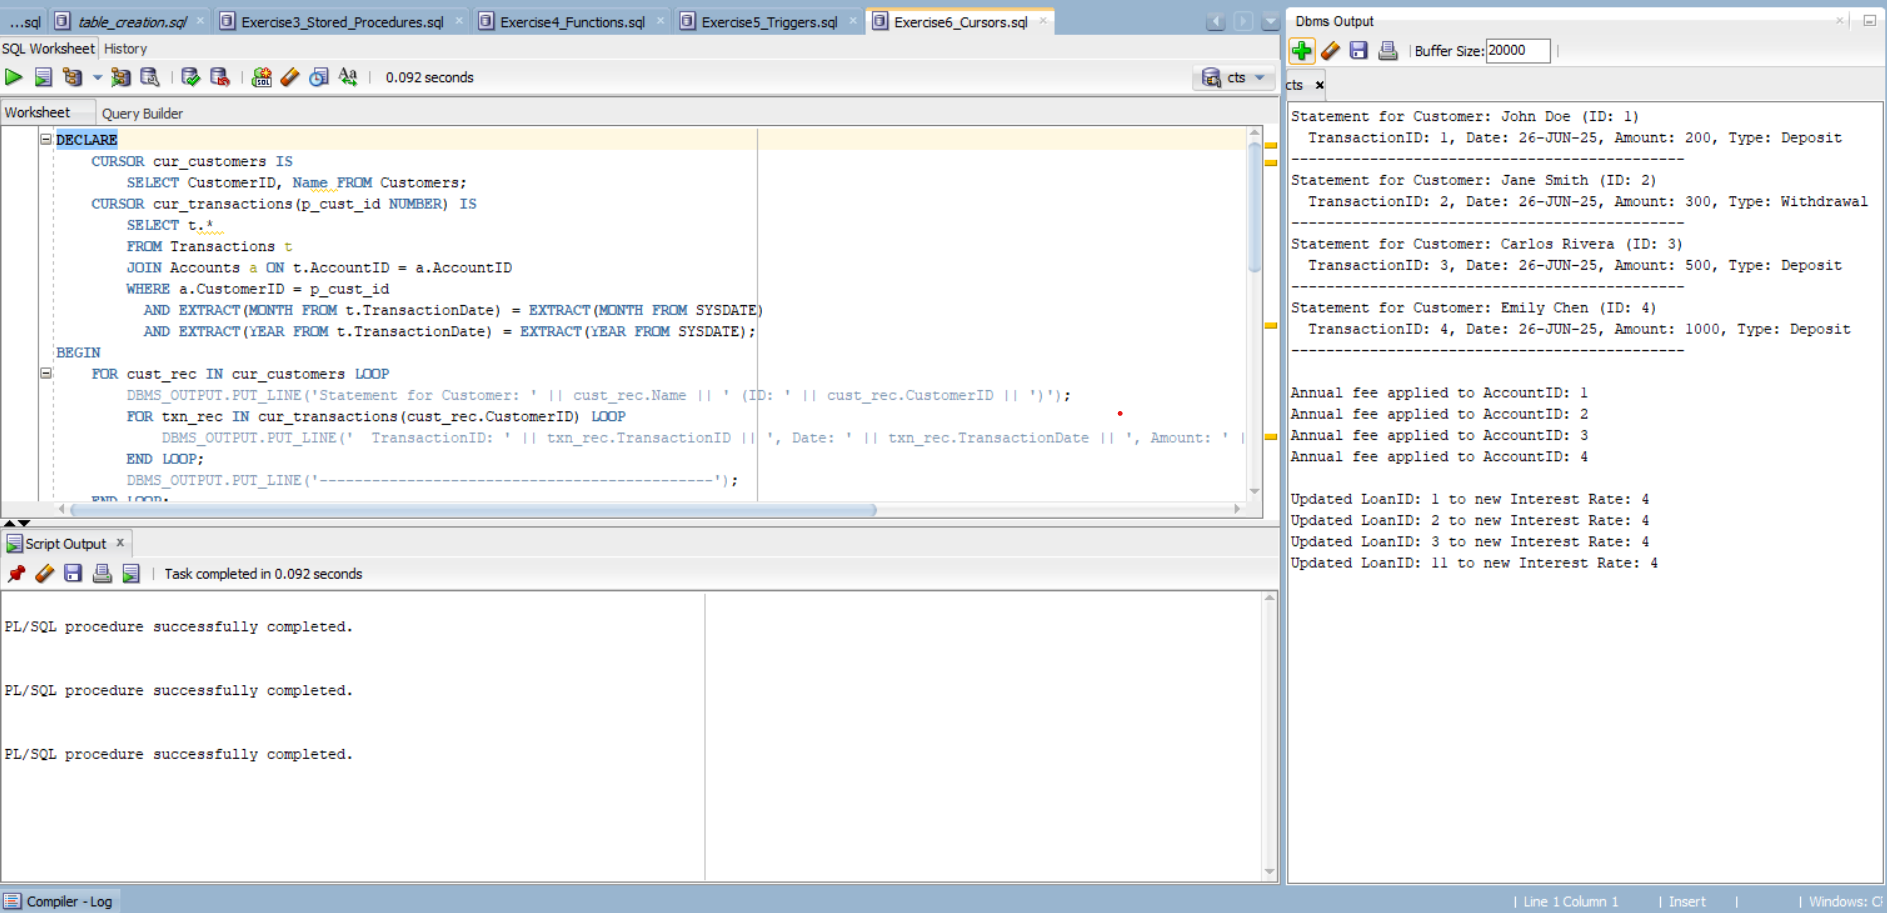 ...sql table_creation.sql Exercise3_Stored_Procedures.sql Exercise4_Functions.sql Exercise5_Triggers.sql Exercise6_Cursors.sql
SQL Worksheet History
0.092 seconds
cts
Worksheet Query Builder
DECLARE
    CURSOR cur_customers IS
        SELECT CustomerID, Name FROM Customers;
    CURSOR cur_transactions(p_cust_id NUMBER) IS
        SELECT t.*
        FROM Transactions t
        JOIN Accounts a ON t.AccountID = a.AccountID
        WHERE a.CustomerID = p_cust_id
          AND EXTRACT(MONTH FROM t.TransactionDate) = EXTRACT(MONTH FROM SYSDATE)
          AND EXTRACT(YEAR FROM t.TransactionDate) = EXTRACT(YEAR FROM SYSDATE);
BEGIN
    FOR cust_rec IN cur_customers LOOP
        DBMS_OUTPUT.PUT_LINE('Statement for Customer: ' || cust_rec.Name || ' (ID: ' || cust_rec.CustomerID || ')');
        FOR txn_rec IN cur_transactions(cust_rec.CustomerID) LOOP
            DBMS_OUTPUT.PUT_LINE('  TransactionID: ' || txn_rec.TransactionID || ', Date: ' || txn_rec.TransactionDate || ', Amount: ' |
        END LOOP;
        DBMS_OUTPUT.PUT_LINE('---------------------------------------------');
    END LOOP;
Script Output
Task completed in 0.092 seconds
PL/SQL procedure successfully completed.
PL/SQL procedure successfully completed.
PL/SQL procedure successfully completed.
Dbms Output
Buffer Size: 20000
cts
Statement for Customer: John Doe (ID: 1)
  TransactionID: 1, Date: 26-JUN-25, Amount: 200, Type: Deposit
---------------------------------------------
Statement for Customer: Jane Smith (ID: 2)
  TransactionID: 2, Date: 26-JUN-25, Amount: 300, Type: Withdrawal
---------------------------------------------
Statement for Customer: Carlos Rivera (ID: 3)
  TransactionID: 3, Date: 26-JUN-25, Amount: 500, Type: Deposit
---------------------------------------------
Statement for Customer: Emily Chen (ID: 4)
  TransactionID: 4, Date: 26-JUN-25, Amount: 1000, Type: Deposit
---------------------------------------------
Annual fee applied to AccountID: 1
Annual fee applied to AccountID: 2
Annual fee applied to AccountID: 3
Annual fee applied to AccountID: 4
Updated LoanID: 1 to new Interest Rate: 4
Updated LoanID: 2 to new Interest Rate: 4
Updated LoanID: 3 to new Interest Rate: 4
Updated LoanID: 11 to new Interest Rate: 4
Compiler - Log
Line 1 Column 1 | Insert | | Windows: C